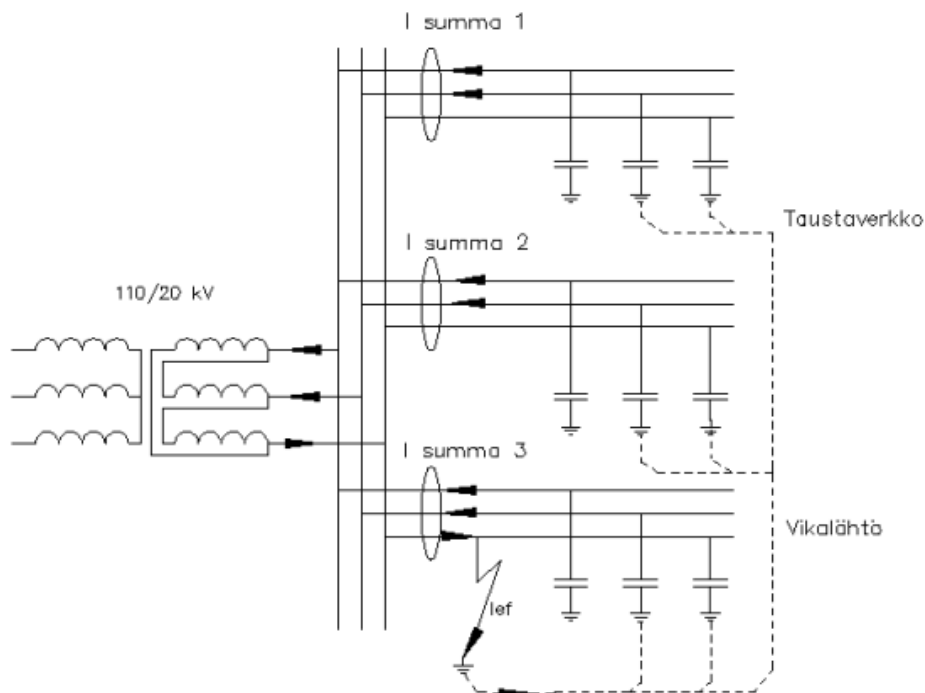 I summa 1
Taustaverkko
I summa 2
110/20 kV
I summa 3
Vikalähtö
Ief